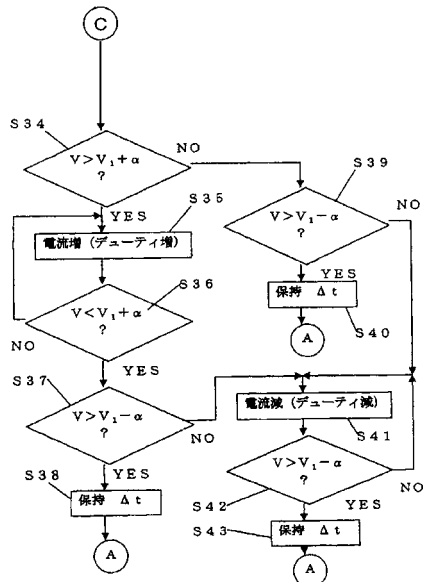 C
S34
V>V₁+α
?
NO
YES
S35
電流増 (デューティ増)
S36
V<V₁+α
?
NO
YES
S37
V>V₁-α
?
NO
YES
S38
保持 Δt
A
S39
V>V₁-α
?
NO
YES
保持 Δt
S40
A
電流減 (デューティ減)
S41
V>V₁-α
?
NO
S42
YES
S43
保持 Δt
A